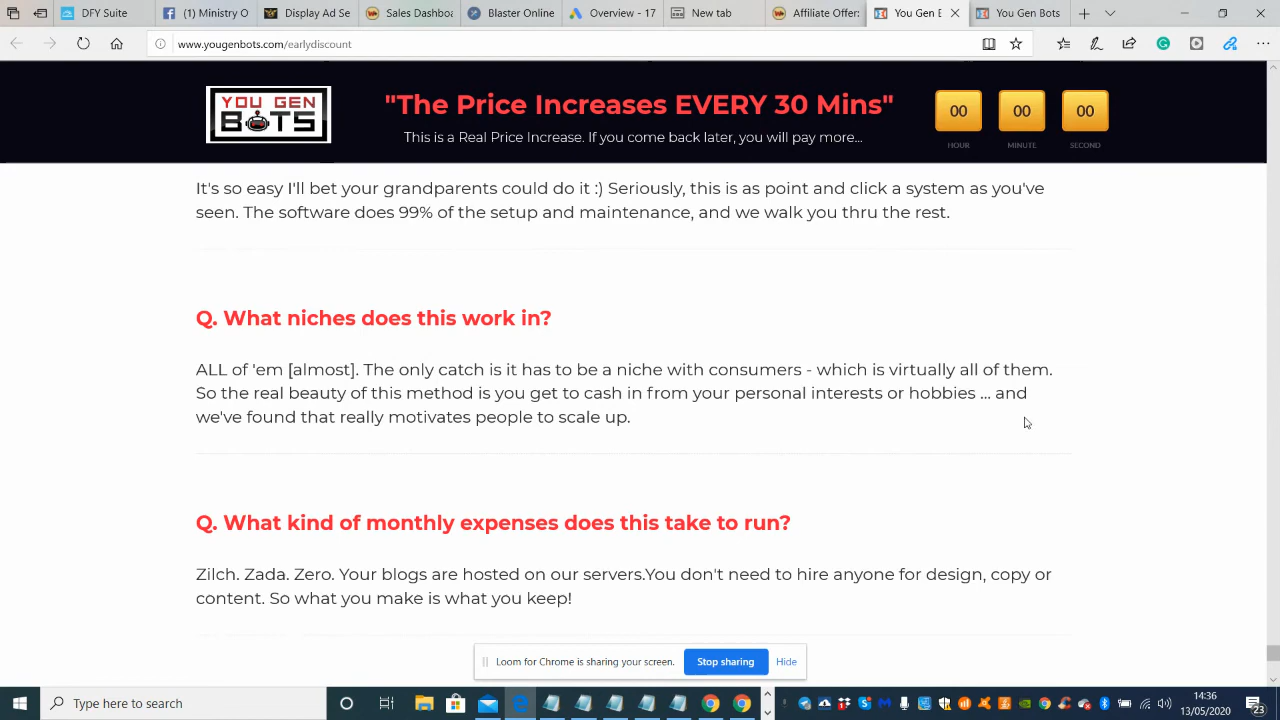 DFY Suite
(1) Minister
Display Ad Se
Sales Dashboa
Blaster Online
Overview - 17
New tab
Affiliate Offers
You Gen B
You Gen Bots
www.yougenbots.com/earlydiscount
YOU GEN
BOTS
"The Price Increases EVERY 30 Mins"
This is a Real Price Increase. If you come back later, you will pay more...
00 00 00
HOUR MINUTE SECOND
It's so easy I'll bet your grandparents could do it :) Seriously, this is as point and click a system as you've
seen. The software does 99% of the setup and maintenance, and we walk you thru the rest.
Q. What niches does this work in?
ALL of 'em [almost]. The only catch is it has to be a niche with consumers - which is virtually all of them.
So the real beauty of this method is you get to cash in from your personal interests or hobbies ... and
we've found that really motivates people to scale up.
Q. What kind of monthly expenses does this take to run?
Zilch. Zada. Zero. Your blogs are hosted on our servers.You don't need to hire anyone for design, copy or
content. So what you make is what you keep!
Loom for Chrome is sharing your screen.
Stop sharing
Hide
Type here to search
14:36
13/05/2020
23